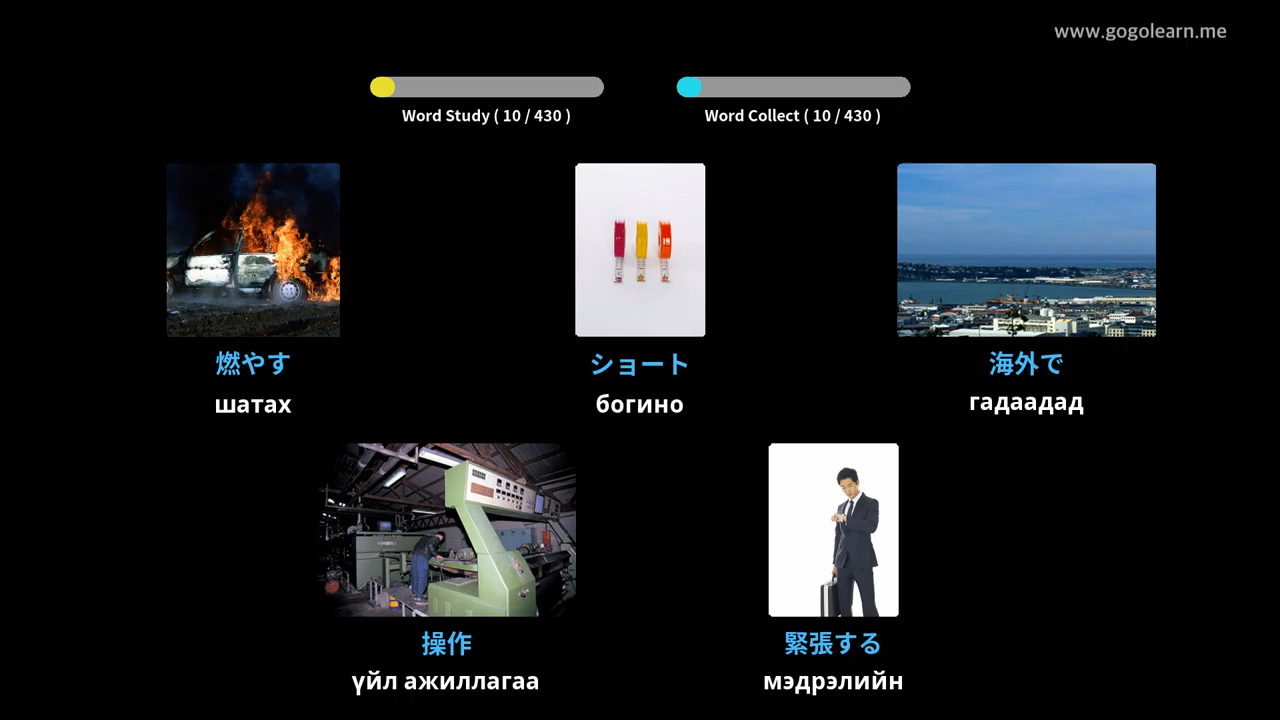 www.gogolearn.me
Word Study ( 10 / 430 )
Word Collect ( 10 / 430 )
燃やす
шатах
ショート
богино
海外で
гадаадад
操作
үйл ажиллагаа
緊張する
мэдрэлийн